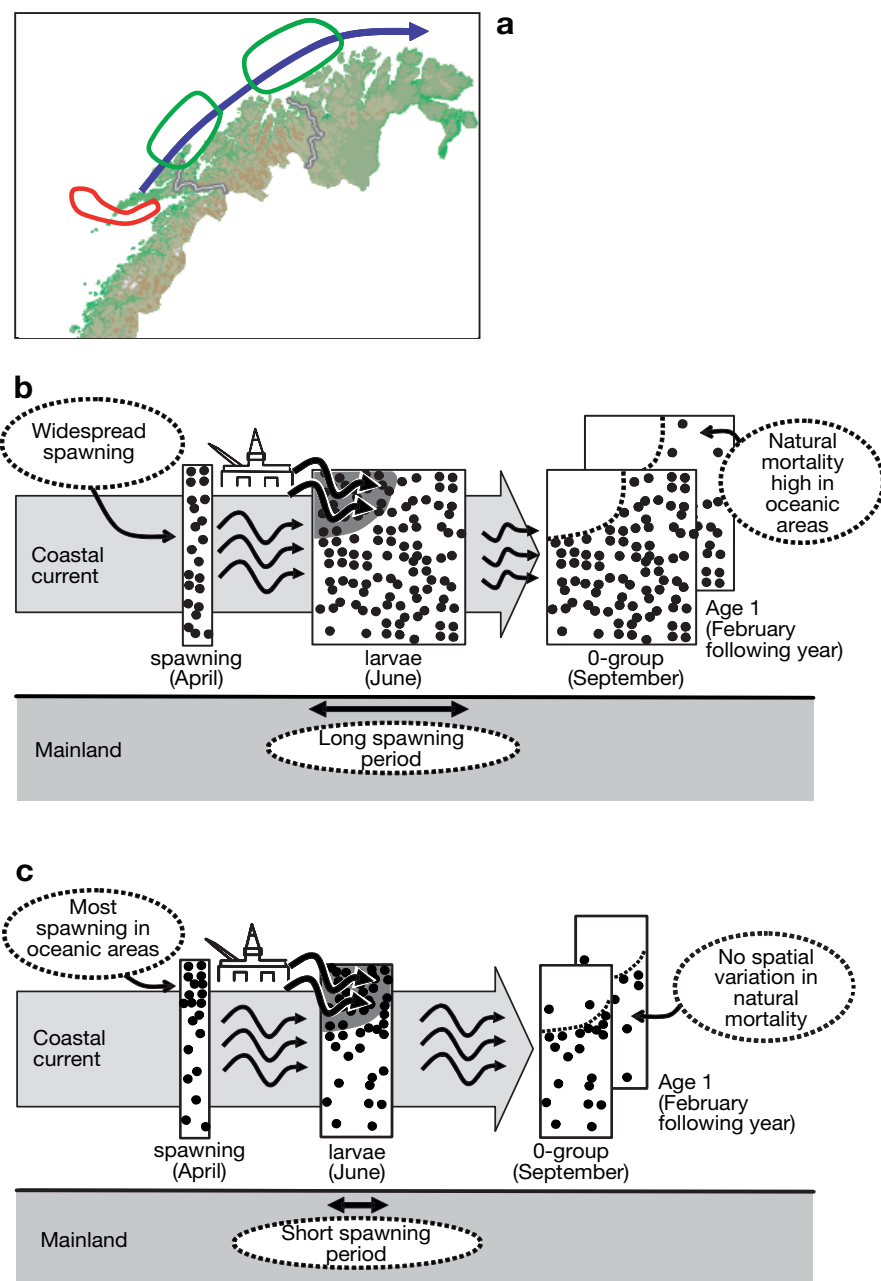 a
b
Widespread
spawning
Natural
mortality
high in
oceanic
areas
Coastal
current
spawning
(April)
larvae
(June)
0-group
(September)
Age 1
(February
following year)
Mainland
Long spawning
period
c
Most
spawning in
oceanic areas
No spatial
variation in
natural
mortality
Coastal
current
spawning
(April)
larvae
(June)
0-group
(September)
Age 1
(February
following year)
Mainland
Short spawning
period